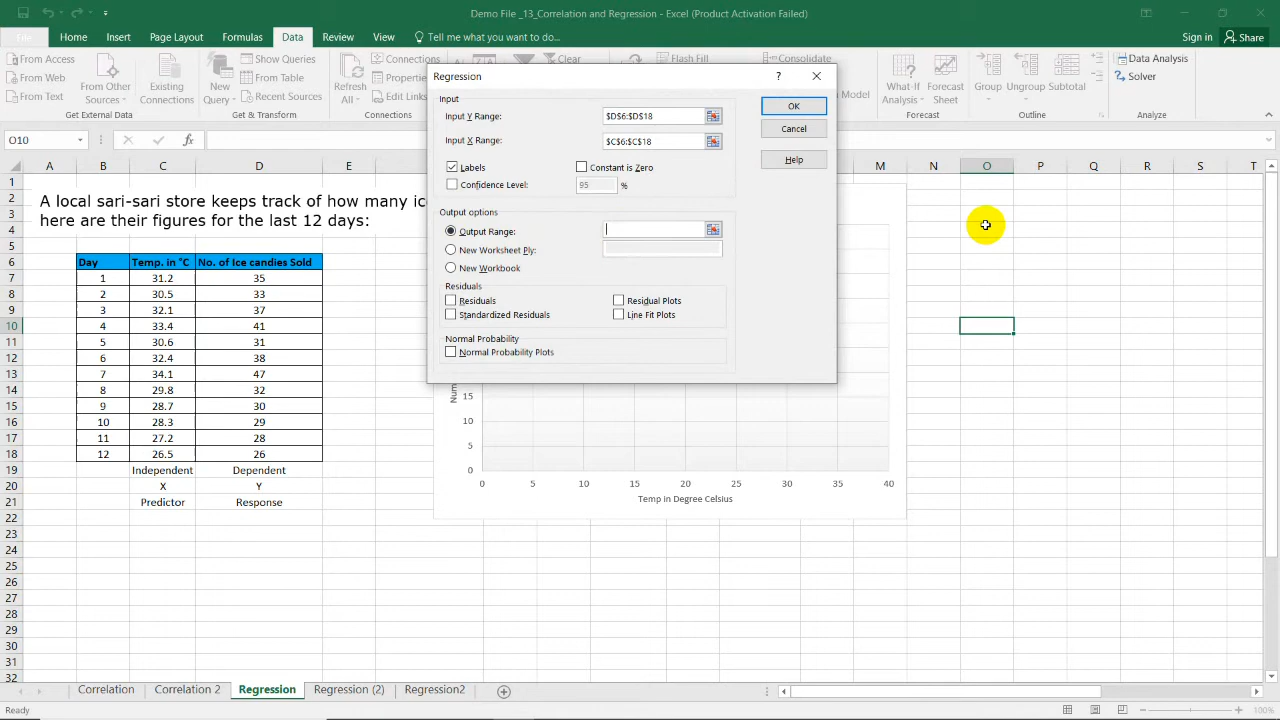 Demo File _13_Correlation and Regression - Excel (Product Activation Failed)
File Home Insert Page Layout Formulas Data Review View Tell me what you want to do... Sign in Share
From Access
From Web
From Text
From Other Sources
Existing Connections
Get External Data
New Query
Show Queries
From Table
Recent Sources
Get & Transform
Refresh All
Connections
Properties
Edit Links
Connections
Clear
Flash Fill
Consolidate
Model
What-If Analysis
Forecast Sheet
Forecast
Group Ungroup Subtotal
Outline
Data Analysis
Solver
Analyze
O10
fx
A B C D E M N O P Q R S T
A local sari-sari store keeps track of how many ice
here are their figures for the last 12 days:
Day Temp. in °C No. of Ice candies Sold
1 31.2 35
2 30.5 33
3 32.1 37
4 33.4 41
5 30.6 31
6 32.4 38
7 34.1 47
8 29.8 32
9 28.7 30
10 28.3 29
11 27.2 28
12 26.5 26
Independent Dependent
X Y
Predictor Response
1
2
3
4
5
6
7
8
9
10
11
12
13
14
15
16
17
18
19
20
21
22
23
24
25
26
27
28
29
30
31
32
Regression ?
Input
Input Y Range: $D$6:$D$18
Input X Range: $C$6:$C$18
Labels Constant is Zero
Confidence Level: 95 %
Output options
Output Range:
New Worksheet Ply:
New Workbook
Residuals
Residuals Residual Plots
Standardized Residuals Line Fit Plots
Normal Probability
Normal Probability Plots
OK
Cancel
Help
Num
15
10
5
0
0 5 10 15 20 25 30 35 40
Temp in Degree Celsius
Correlation Correlation 2 Regression Regression (2) Regression2
Ready 100%